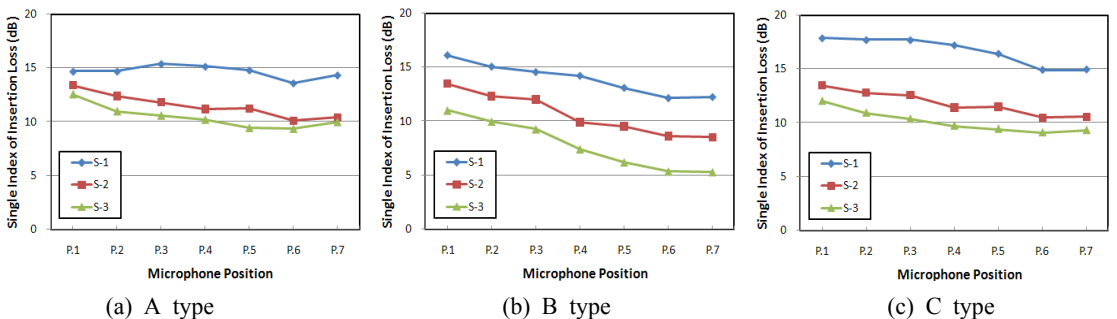 Single Index of Insertion Loss (dB)
20
15
10
5
0
S-1
S-2
S-3
P.1 P.2 P.3 P.4 P.5 P.6 P.7
Microphone Position
(a) A type
Single Index of Insertion Loss (dB)
20
15
10
5
0
S-1
S-2
S-3
P.1 P.2 P.3 P.4 P.5 P.6 P.7
Microphone Position
(b) B type
Single Index of Insertion Loss (dB)
20
15
10
5
0
S-1
S-2
S-3
P.1 P.2 P.3 P.4 P.5 P.6 P.7
Microphone Position
(c) C type